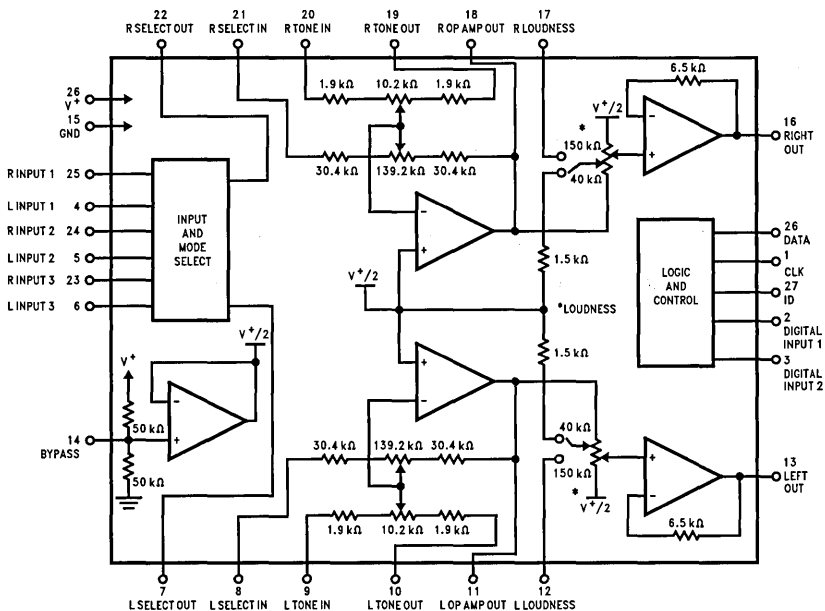 22
R SELECT OUT
21
R SELECT IN
20
R TONE IN
19
R TONE OUT
18
R OP AMP OUT
17
R LOUDNESS
26
V+
15
GND
1.9 kΩ
10.2 kΩ
1.9 kΩ
30.4 kΩ
139.2 kΩ
30.4 kΩ
*
V+/2
150 kΩ
40 kΩ
6.5 kΩ
-
+
16
RIGHT
OUT
R INPUT 1
25
L INPUT 1
4
R INPUT 2
24
L INPUT 2
5
R INPUT 3
23
L INPUT 3
6
INPUT
AND
MODE
SELECT
-
+
1.5 kΩ
V+/2
*LOUDNESS
1.5 kΩ
LOGIC
AND
CONTROL
26
DATA
1
CLK
27
ID
2
DIGITAL
INPUT 1
3
DIGITAL
INPUT 2
V+
V+/2
50 kΩ
50 kΩ
-
+
14
BYPASS
+
-
30.4 kΩ
139.2 kΩ
30.4 kΩ
1.9 kΩ
10.2 kΩ
1.9 kΩ
40 kΩ
150 kΩ
*
V+/2
+
-
6.5 kΩ
13
LEFT
OUT
7
L SELECT OUT
8
L SELECT IN
9
L TONE IN
10
L TONE OUT
11
L OP AMP OUT
12
L LOUDNESS